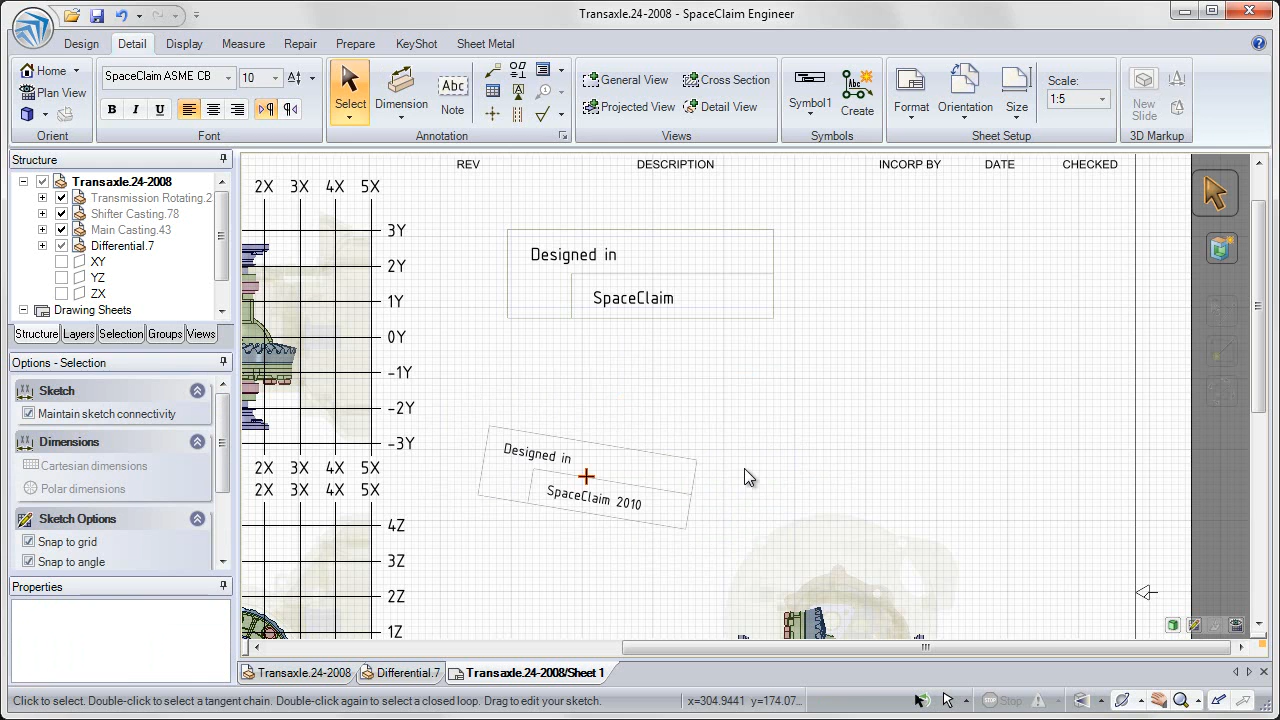 Transaxle.24-2008 - SpaceClaim Engineer
Design Detail Display Measure Repair Prepare KeyShot Sheet Metal
Home
Plan View
Orient
SpaceClaim ASME CB 10
B I U
Font
Select
Dimension
Abc
Note
Annotation
General View Cross Section
Projected View Detail View
Views
Symbol1
Create
Symbols
Format
Orientation
Size
Scale:
1:5
Sheet Setup
New Slide
3D Markup
Structure
Transaxle.24-2008
Transmission Rotating.2
Shifter Casting.78
Main Casting.43
Differential.7
XY
YZ
ZX
Drawing Sheets
Structure Layers Selection Groups Views
Options - Selection
Sketch
Maintain sketch connectivity
Dimensions
Cartesian dimensions
Polar dimensions
Sketch Options
Snap to grid
Snap to angle
Properties
REV DESCRIPTION INCORP BY DATE CHECKED
2X 3X 4X 5X
3Y
2Y
1Y
0Y
-1Y
-2Y
-3Y
2X 3X 4X 5X
2X 3X 4X 5X
4Z
3Z
2Z
1Z
Designed in
SpaceClaim
Designed in
SpaceClaim 2010
Transaxle.24-2008 Differential.7 Transaxle.24-2008/Sheet 1
Click to select. Double-click to select a tangent chain. Double-click again to select a closed loop. Drag to edit your sketch. x=304.9441 y=174.07... Stop